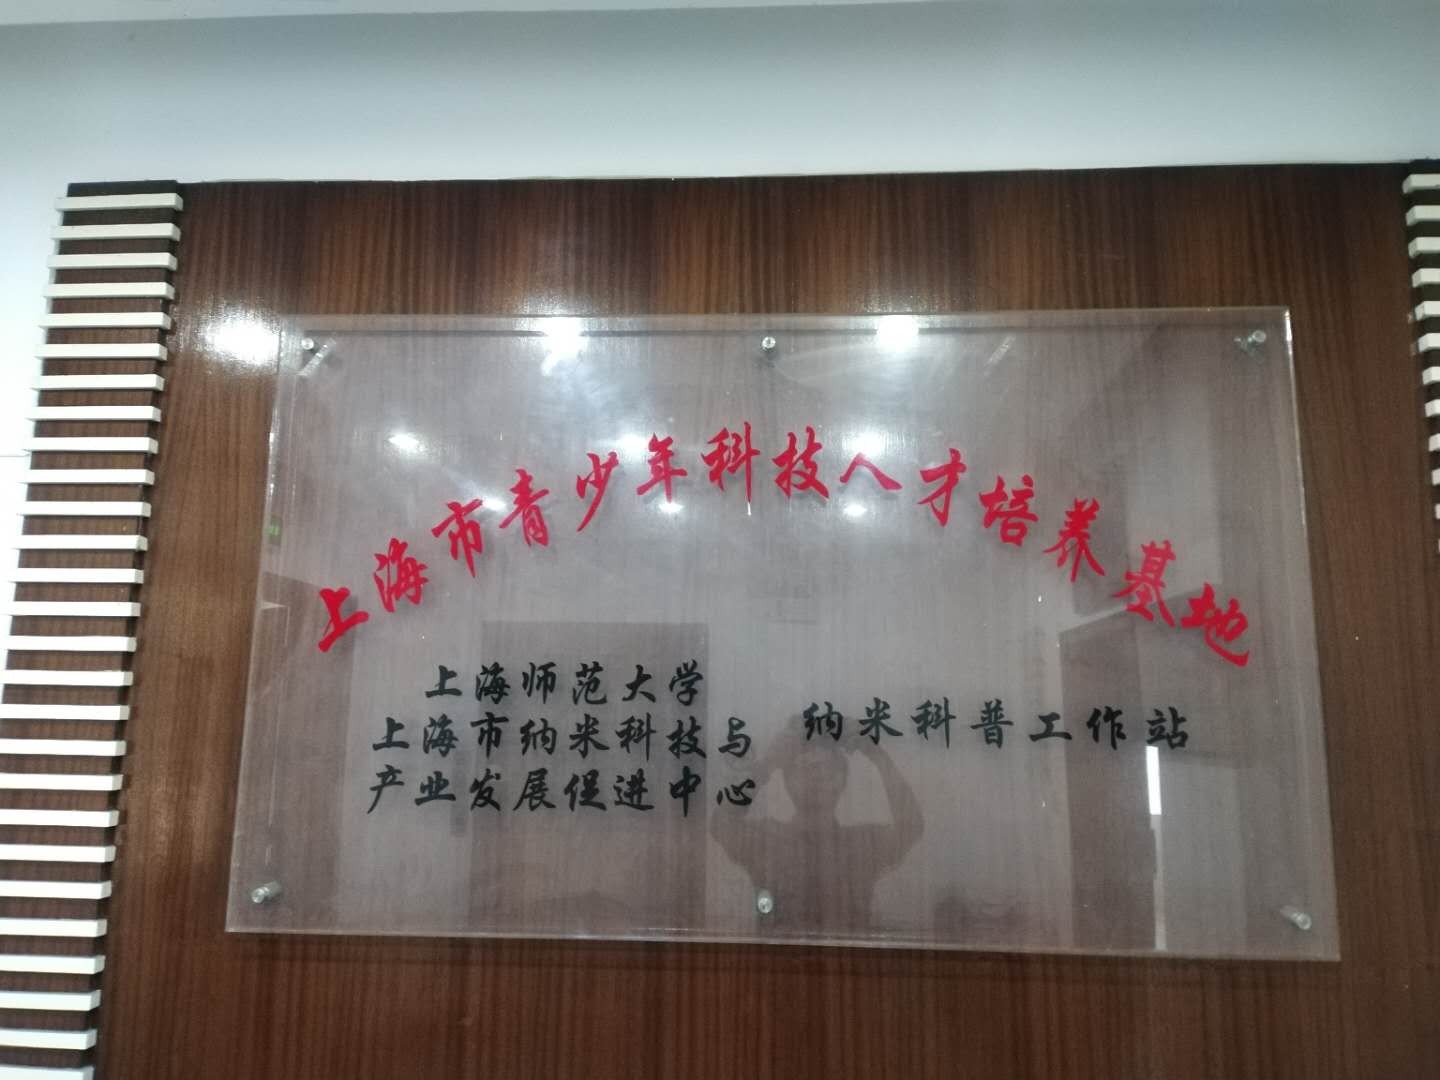 上海市青少年科技人才培养基地
上海师范大学
上海市纳米科技与
产业发展促进中心
纳米科普工作站